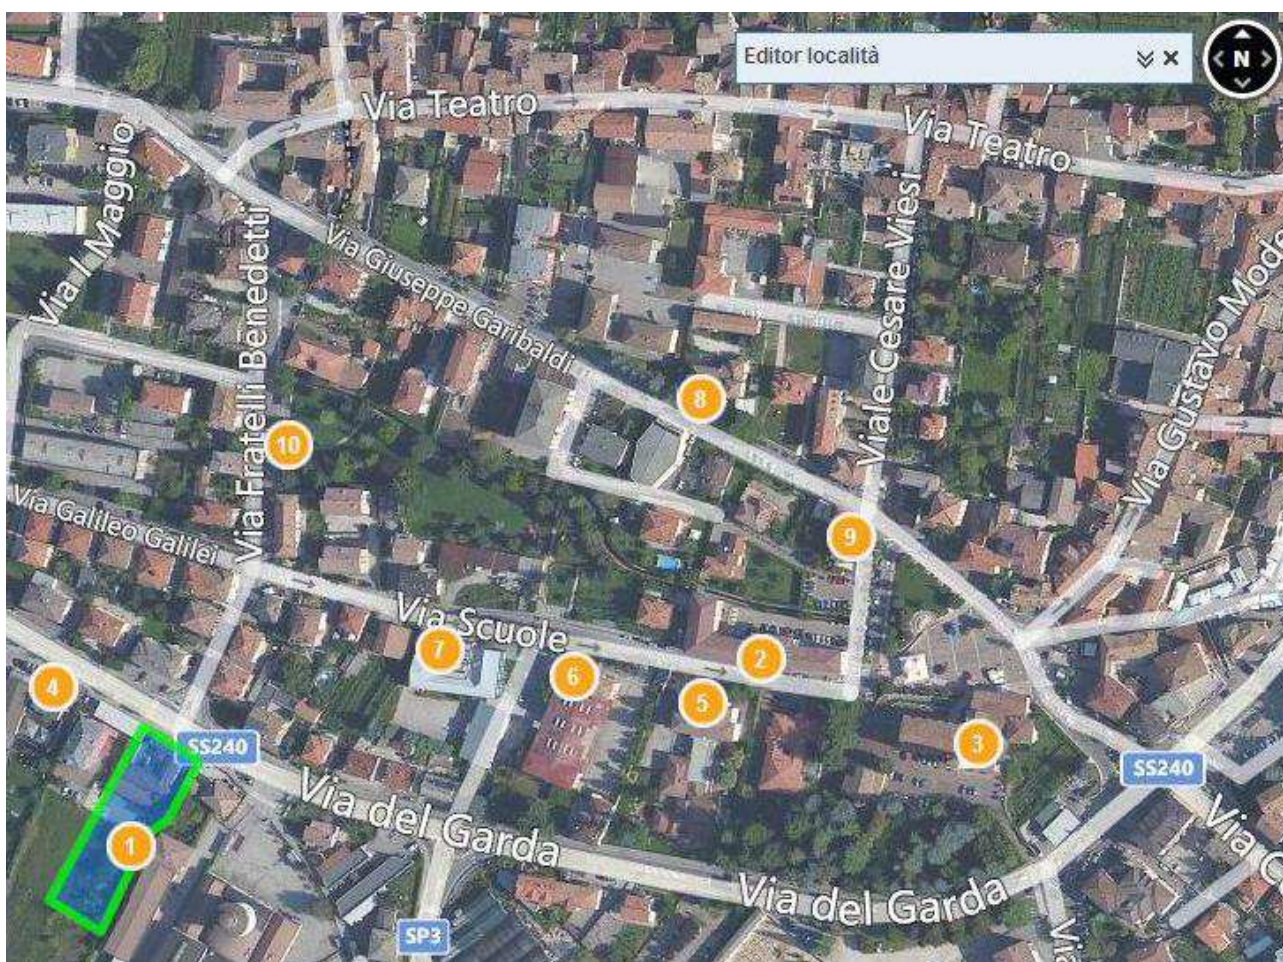 Editor località
N
Via Teatro
Via Teatro
Via I Maggio
Via Fratelli Benedetti
Via Giuseppe Garibaldi
Viale Cesare Viesi
Via Gustavo Mode
8
10
Via Galileo Galilei
9
Via Scuole
7
2
6
4
5
SS240
3
SS240
1
Via del Garda
Via del Garda
Via C
SP3
Via